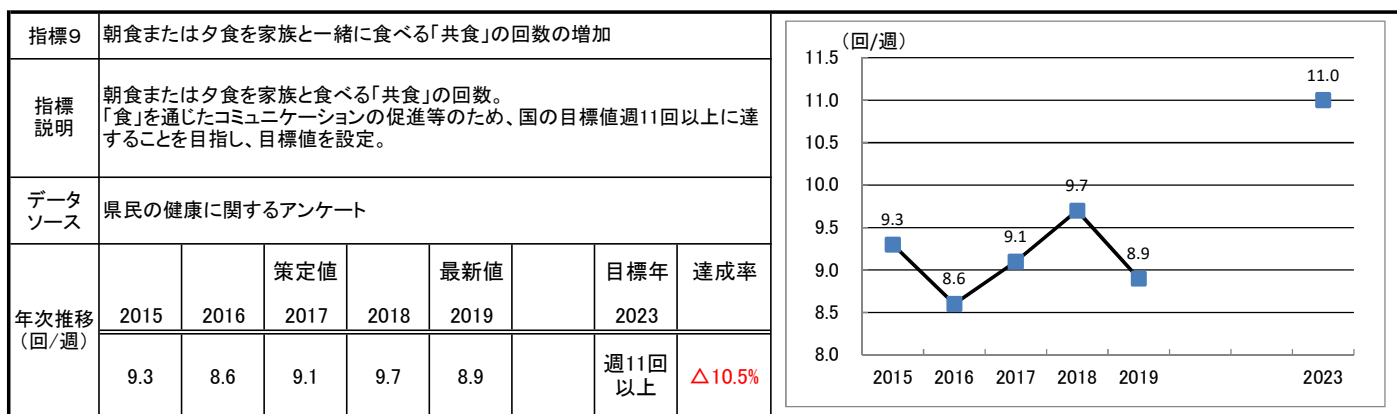 指標9
朝食または夕食を家族と一緒に食べる「共食」の回数の増加
指標
説明
朝食または夕食を家族と食べる「共食」の回数。
「食」を通じたコミュニケーションの促進等のため、国の目標値週11回以上に達
することを目指し、目標値を設定。
データ
ソース
県民の健康に関するアンケート
年次推移
（回/週）
策定値 最新値 目標年 達成率
2015 2016 2017 2018 2019 2023
9.3 8.6 9.1 9.7 8.9 週11回以上 △10.5%
（回/週）
11.5
11.0
10.5
10.0
9.5
9.0
8.5
8.0
9.3
8.6
9.1
9.7
8.9
11.0
2015 2016 2017 2018 2019 2023